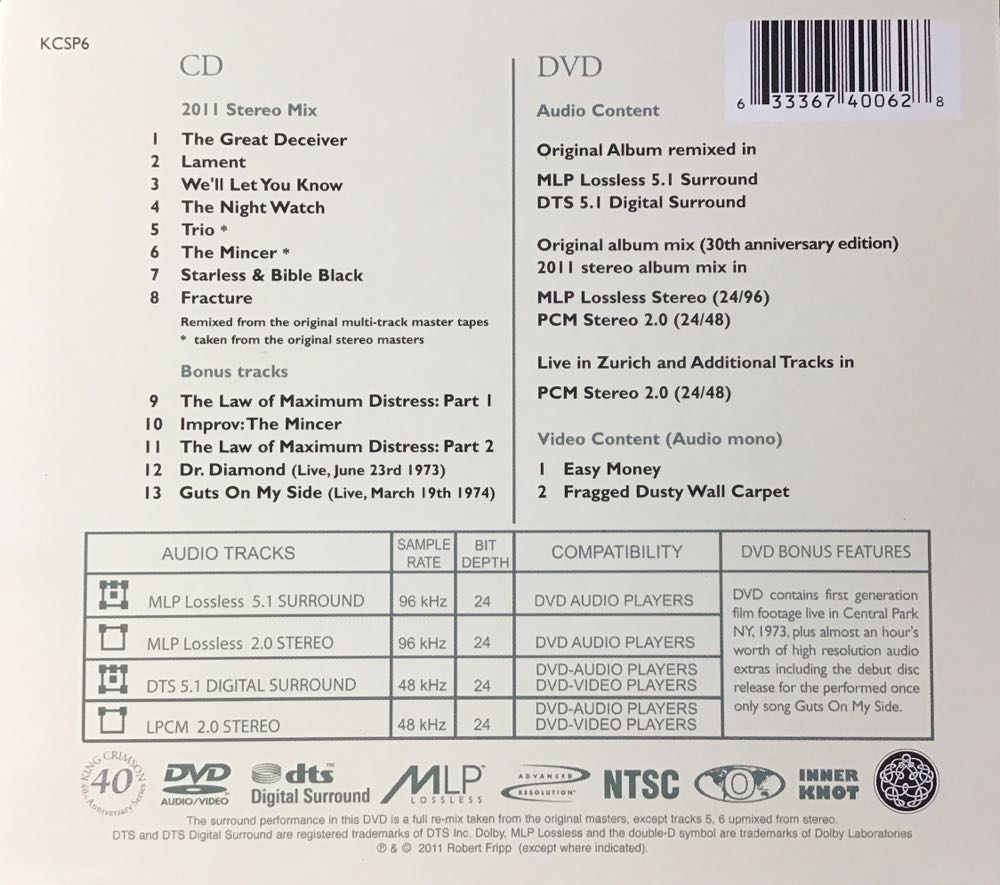 KCSP6
CD
2011 Stereo Mix
1 The Great Deceiver
2 Lament
3 We'll Let You Know
4 The Night Watch
5 Trio *
6 The Mincer *
7 Starless & Bible Black
8 Fracture
Remixed from the original multi-track master tapes
* taken from the original stereo masters
Bonus tracks
9 The Law of Maximum Distress: Part 1
10 Improv: The Mincer
11 The Law of Maximum Distress: Part 2
12 Dr. Diamond (Live, June 23rd 1973)
13 Guts On My Side (Live, March 19th 1974)
DVD
6 33367 40062 8
Audio Content
Original Album remixed in
MLP Lossless 5.1 Surround
DTS 5.1 Digital Surround
Original album mix (30th anniversary edition)
2011 stereo album mix in
MLP Lossless Stereo (24/96)
PCM Stereo 2.0 (24/48)
Live in Zurich and Additional Tracks in
PCM Stereo 2.0 (24/48)
Video Content (Audio mono)
1 Easy Money
2 Fragged Dusty Wall Carpet
AUDIO TRACKS SAMPLE RATE BIT DEPTH COMPATIBILITY DVD BONUS FEATURES
MLP Lossless 5.1 SURROUND 96 kHz 24 DVD AUDIO PLAYERS
MLP Lossless 2.0 STEREO 96 kHz 24 DVD AUDIO PLAYERS
DTS 5.1 DIGITAL SURROUND 48 kHz 24 DVD-AUDIO PLAYERS
DVD-VIDEO PLAYERS
LPCM 2.0 STEREO 48 kHz 24 DVD-AUDIO PLAYERS
DVD-VIDEO PLAYERS
DVD contains first generation
film footage live in Central Park
NY, 1973, plus almost an hour's
worth of high resolution audio
extras including the debut disc
release for the performed once
only song Guts On My Side.
KING CRIMSON
40
40th Anniversary Series
DVD
AUDIO/VIDEO
dts™
Digital Surround
MLP™
LOSSLESS
ADVANCED
RESOLUTION
NTSC
0
INNER
KNOT
The surround performance in this DVD is a full re-mix taken from the original masters, except tracks 5, 6 upmixed from stereo.
DTS and DTS Digital Surround are registered trademarks of DTS Inc. Dolby, MLP Lossless and the double-D symbol are trademarks of Dolby Laboratories
℗ & © 2011 Robert Fripp (except where indicated).